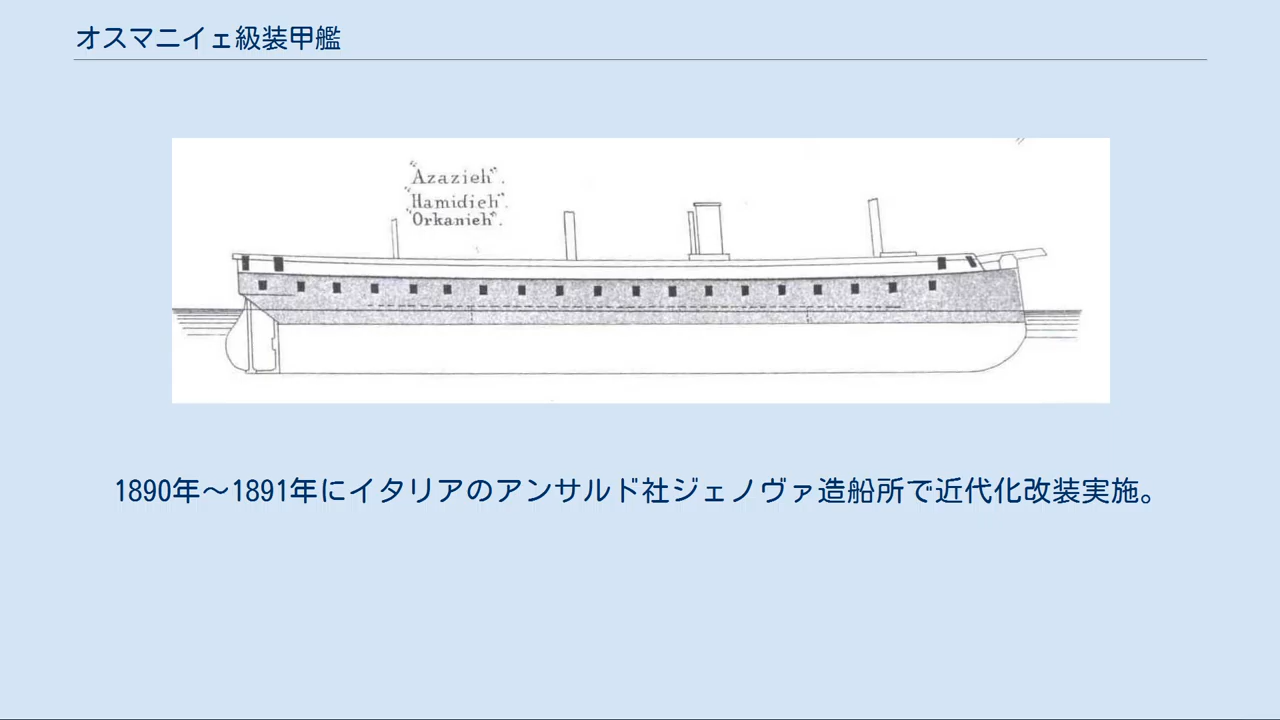 オスマニイェ級装甲艦
"Azazieh".
"Hamidieh".
"Orkanieh".
1890年～1891年にイタリアのアンサルド社ジェノヴァ造船所で近代化改装実施。